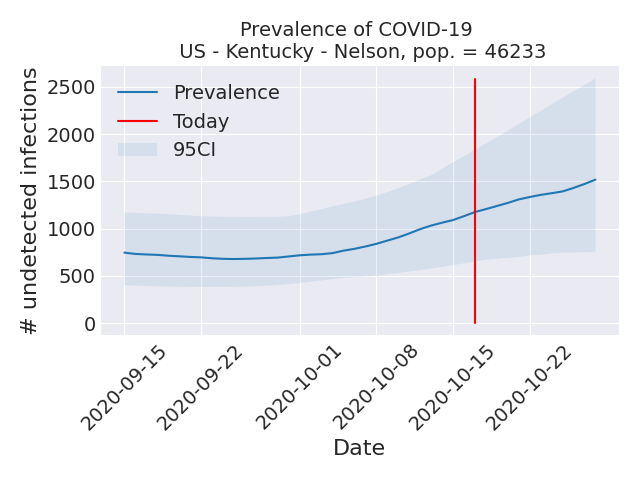 Prevalence of COVID-19
US - Kentucky - Nelson, pop. = 46233
# undetected infections
2500
2000
1500
1000
500
0
Prevalence
Today
95CI
2020-09-15
2020-09-22
2020-10-01
2020-10-08
2020-10-15
2020-10-22
Date